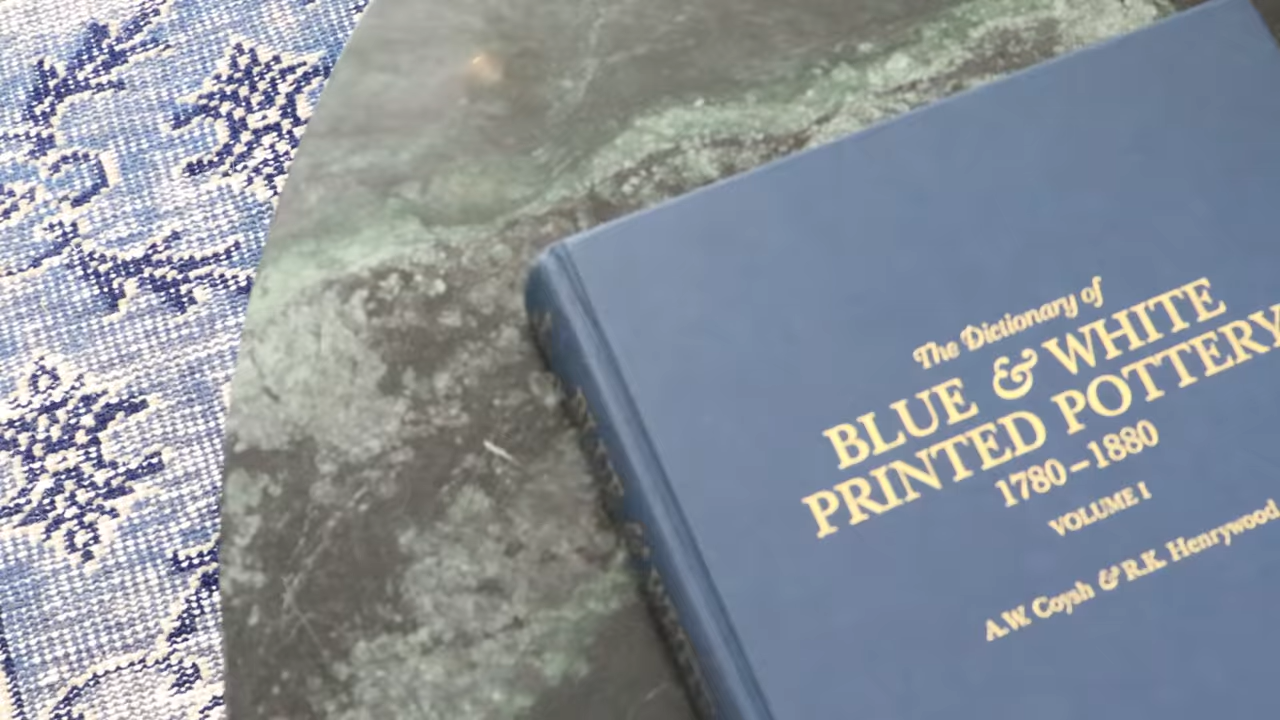 The Dictionary of
BLUE & WHITE
PRINTED POTTERY
1780–1880
VOLUME I
A.W. Coysh & R.K. Henrywood